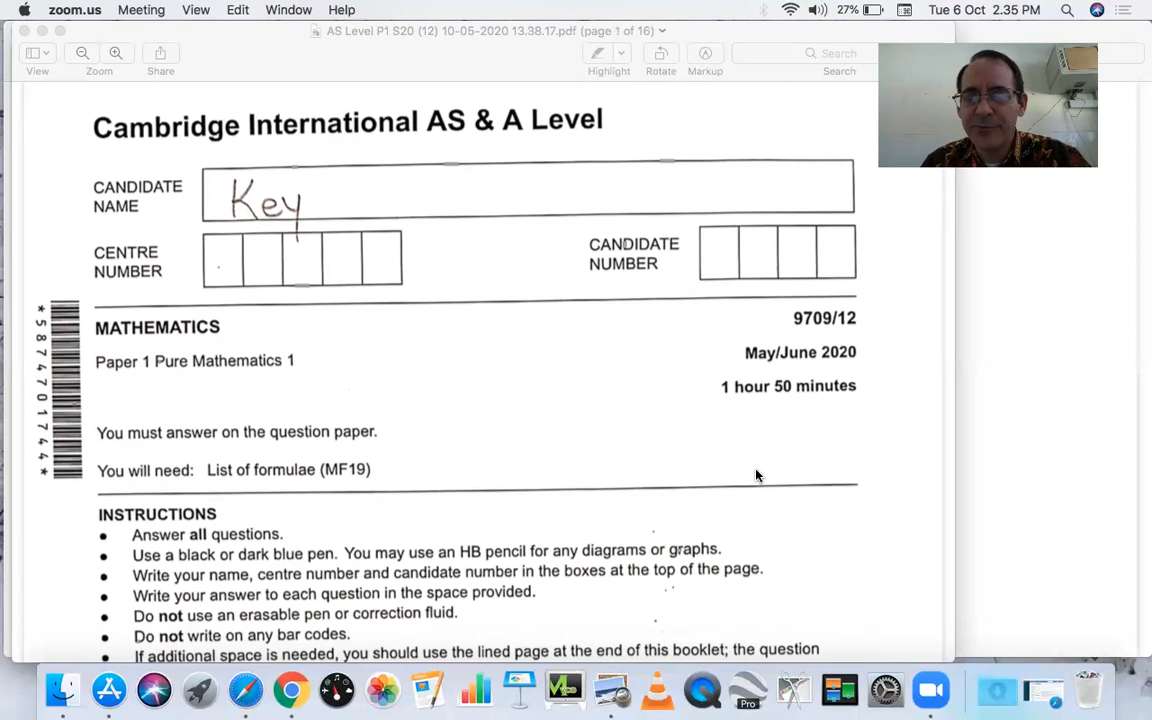 zoom.us Meeting View Edit Window Help 27% Tue 6 Oct 2.35 PM
AS Level P1 S20 (12) 10-05-2020 13.38.17.pdf (page 1 of 16)
View Zoom Share Highlight Rotate Markup Search
Search
Cambridge International AS & A Level
CANDIDATE
NAME
Key
CENTRE
NUMBER
CANDIDATE
NUMBER
*5874701744*
MATHEMATICS
9709/12
Paper 1 Pure Mathematics 1
May/June 2020
1 hour 50 minutes
You must answer on the question paper.
You will need: List of formulae (MF19)
INSTRUCTIONS
• Answer all questions.
• Use a black or dark blue pen. You may use an HB pencil for any diagrams or graphs.
• Write your name, centre number and candidate number in the boxes at the top of the page.
• Write your answer to each question in the space provided.
• Do not use an erasable pen or correction fluid.
• Do not write on any bar codes.
• If additional space is needed, you should use the lined page at the end of this booklet; the question
Pro